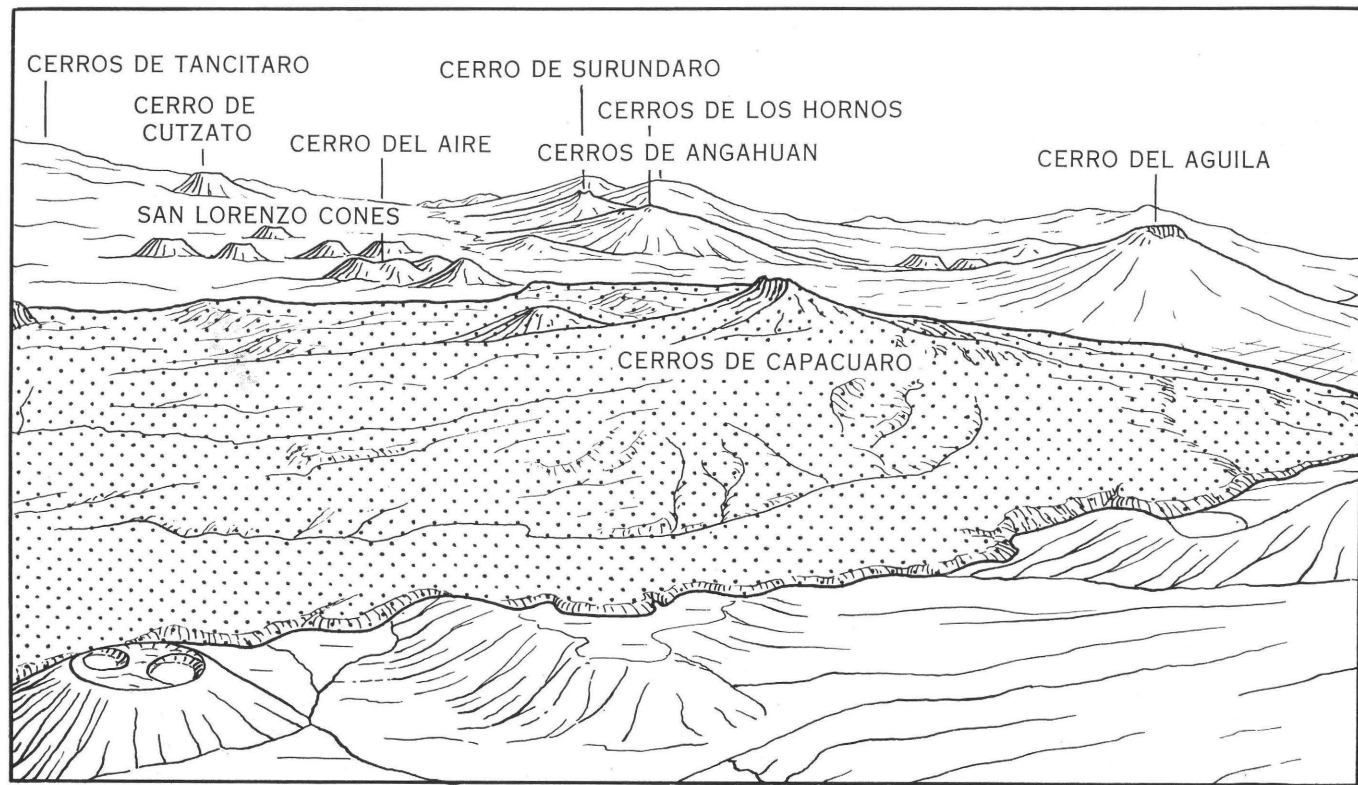 CERROS DE TANCITARO
CERRO DE
CUTZATO
CERRO DEL AIRE
SAN LORENZO CONES
CERRO DE SURUNDARO
CERROS DE LOS HORNOS
CERROS DE ANGAHUAN
CERRO DEL AGUILA
CERROS DE CAPACUARO